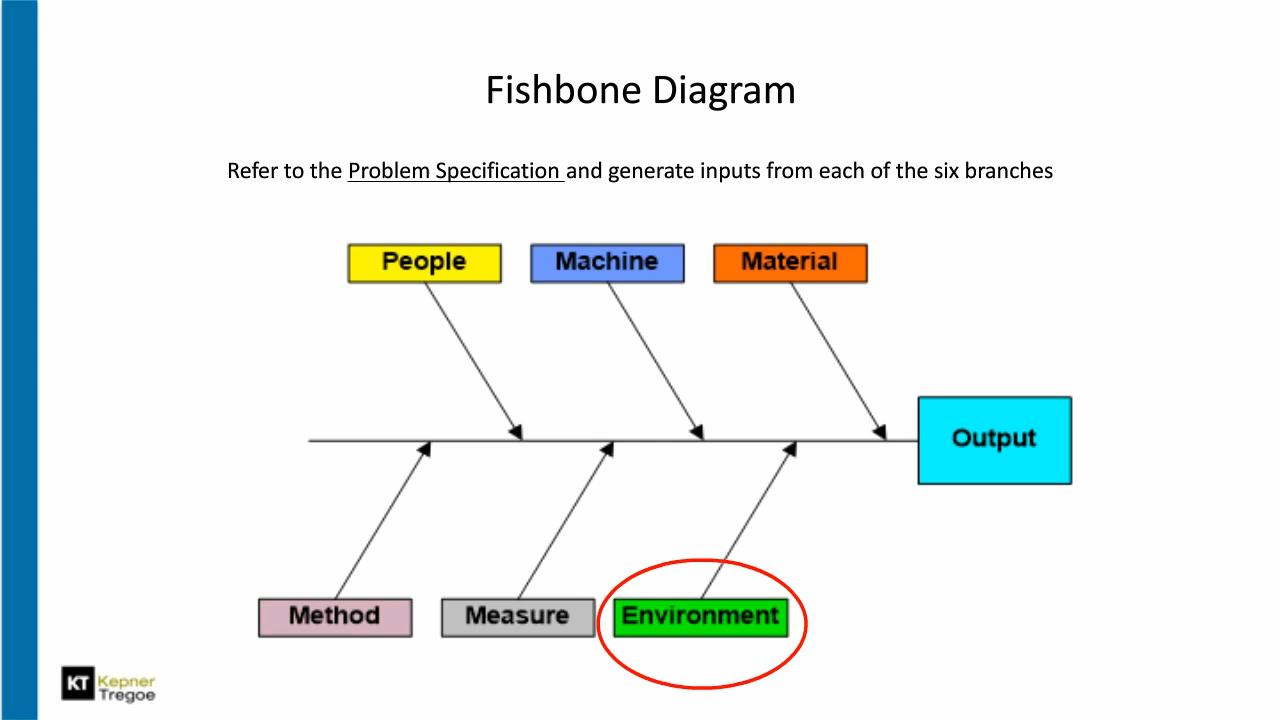 Fishbone Diagram
Refer to the Problem Specification and generate inputs from each of the six branches
People
Machine
Material
Output
Method
Measure
Environment
KT
Kepner
Tregoe